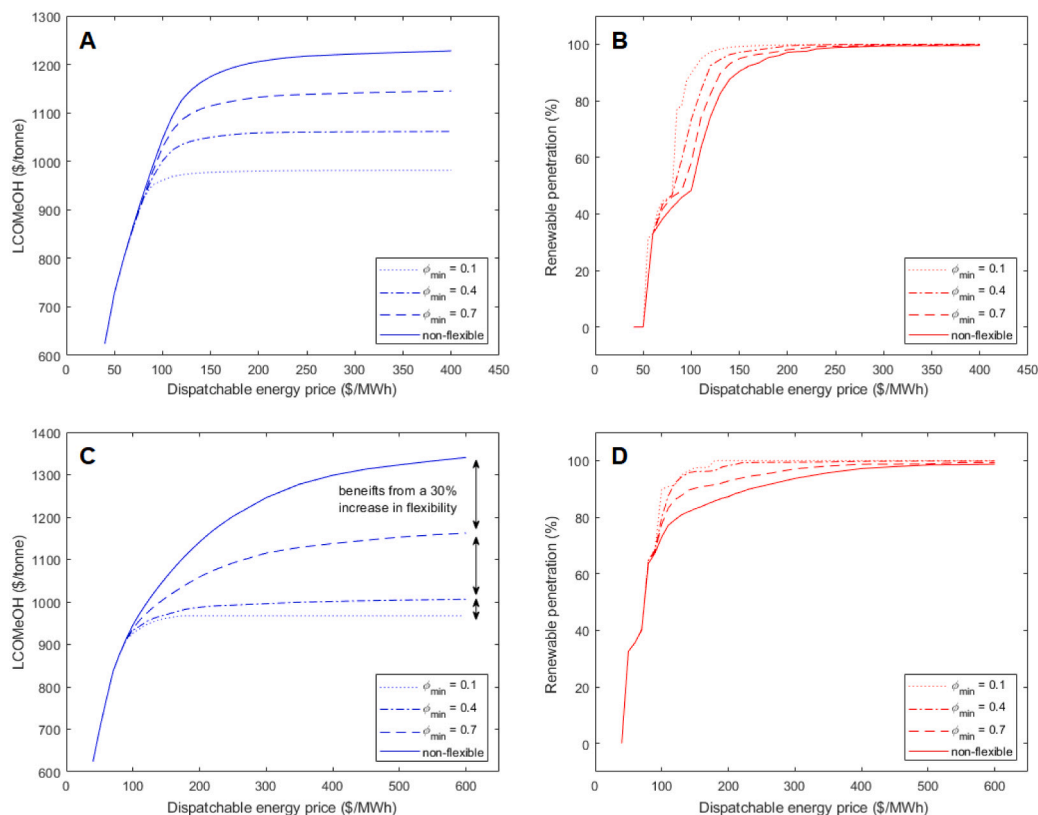 A
LCOMeOH ($/tonne)
1300
1200
1100
1000
900
800
700
600
0 50 100 150 200 250 300 350 400 450
Dispatchable energy price ($/MWh)
ϕmin = 0.1
ϕmin = 0.4
ϕmin = 0.7
non-flexible
B
Renewable penetration (%)
100
80
60
40
20
0
0 50 100 150 200 250 300 350 400 450
Dispatchable energy price ($/MWh)
ϕmin = 0.1
ϕmin = 0.4
ϕmin = 0.7
non-flexible
C
LCOMeOH ($/tonne)
1400
1300
1200
1100
1000
900
800
700
600
0 100 200 300 400 500 600
Dispatchable energy price ($/MWh)
beneifts from a 30%
increase in flexibility
ϕmin = 0.1
ϕmin = 0.4
ϕmin = 0.7
non-flexible
D
Renewable penetration (%)
100
80
60
40
20
0
0 100 200 300 400 500 600
Dispatchable energy price ($/MWh)
ϕmin = 0.1
ϕmin = 0.4
ϕmin = 0.7
non-flexible